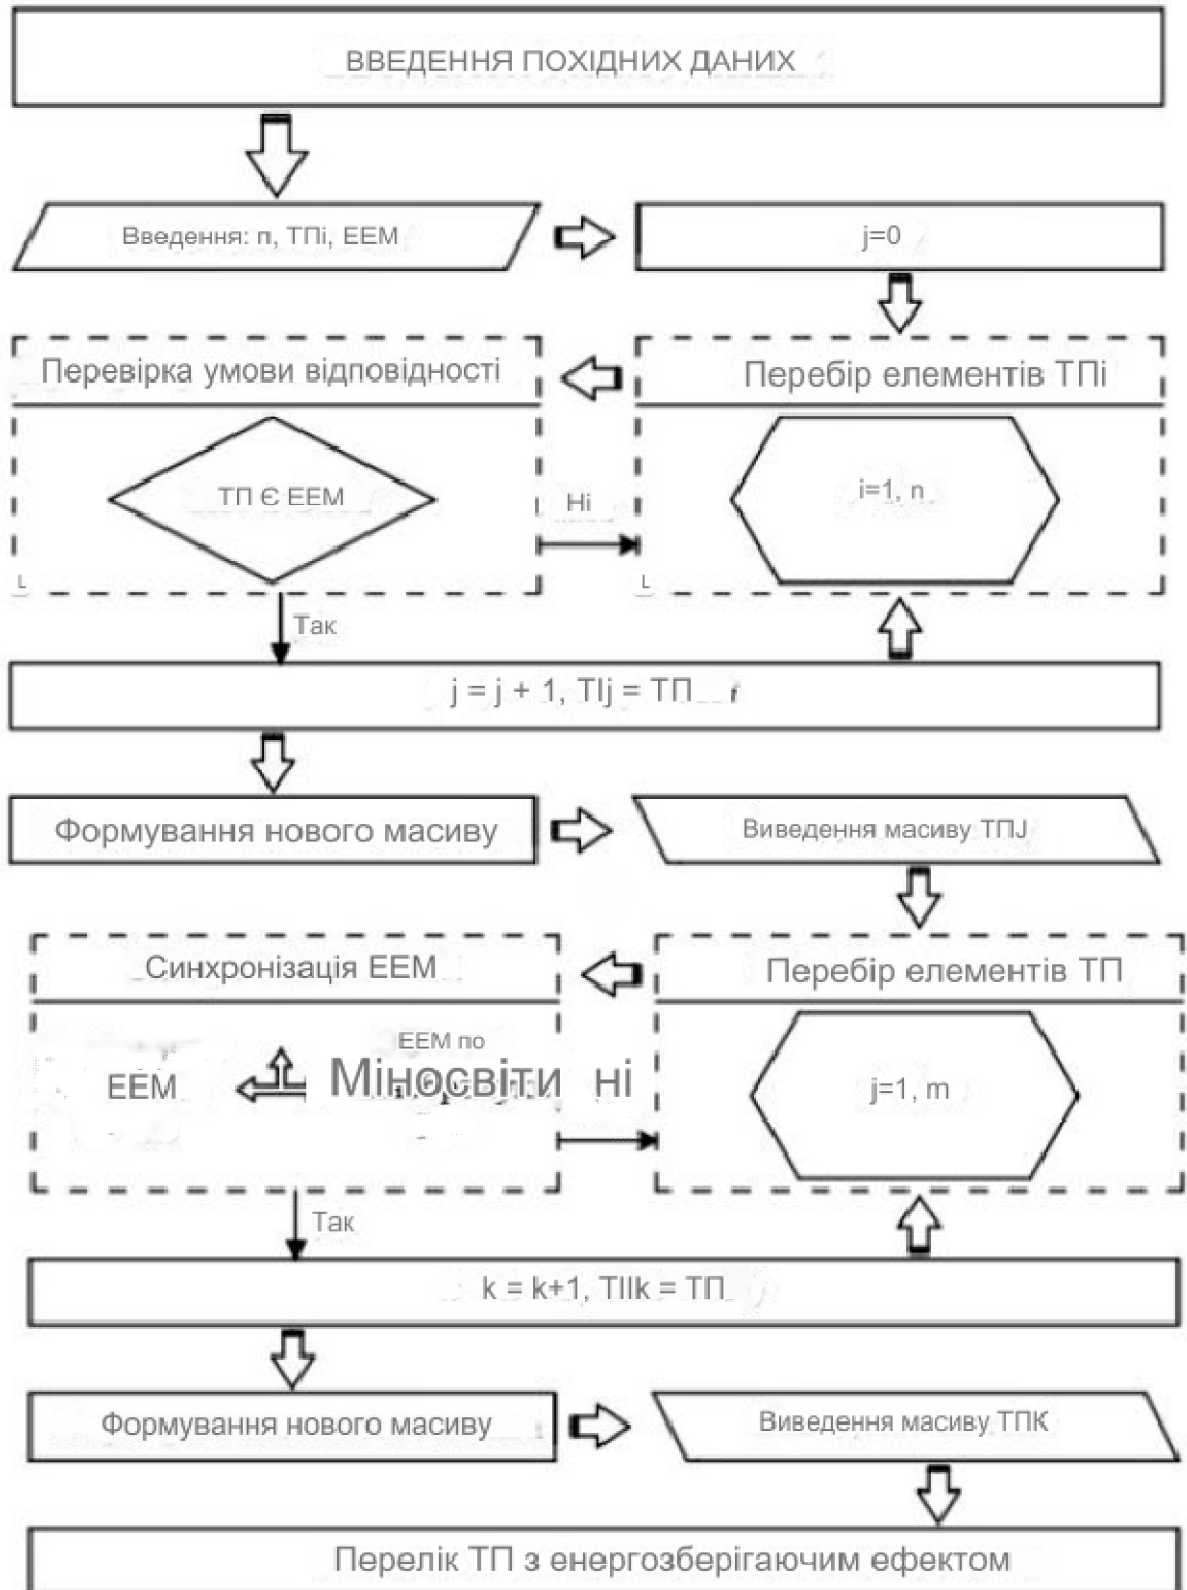 ВВЕДЕННЯ ПОХІДНИХ ДАНИХ
Введення: п, ТПі, ЕЕМ
j=0
Перевірка умови відповідності
Перебір елементів ТПі
ТП Є ЕЕМ
Ні
i=1, n
L
L
Так
j = j + 1, ТІj = ТП
Формування нового масиву
Виведення масиву ТПJ
Синхронізація ЕЕМ
Перебір елементів ТП
ЕЕМ по
ЕЕМ
Міносвіти ні
j=1, m
Так
k = k+1, ТІІk = ТП
Формування нового масиву
Виведення масиву ТПК
Перелік ТП з енергозберігаючим ефектом